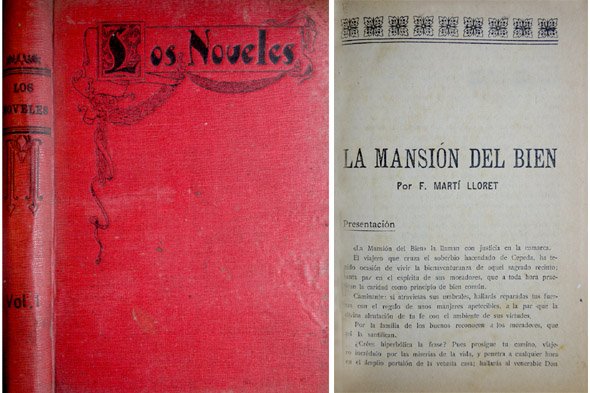 LOS
NOVELES
Vol. I
Los Noveles
LA MANSIÓN DEL BIEN
Por F. MARTÍ LLORET
Presentación
«La Mansión del Bien» la llaman con justicia en la comarca.
El viajero que cruza el soberbio hacendado de Cepeda, ha te-
nido ocasión de vivir la bienaventuranza de aquel sagrado recinto;
paz en el espíritu de sus moradores, que a toda hora prac-
can la caridad como principio de bien común.
Caminante: si atraviesas sus umbrales, hallarás reparadas tus fuer-
zas con el regalo de unos manjares apetecibles, a la par que la
divina alentación de tu fe con el ambiente de sus virtudes.
Por la familia de los buenos reconocen a los moradores, que
la santifican.
¿Crees hiperbólica la frase? Pues prosigue tu camino, viaje-
ro incrédulo por las miserias de la vida, y penetra a cualquier hora
en el amplio portalón de la vetusta casa; hallarás al venerable Don